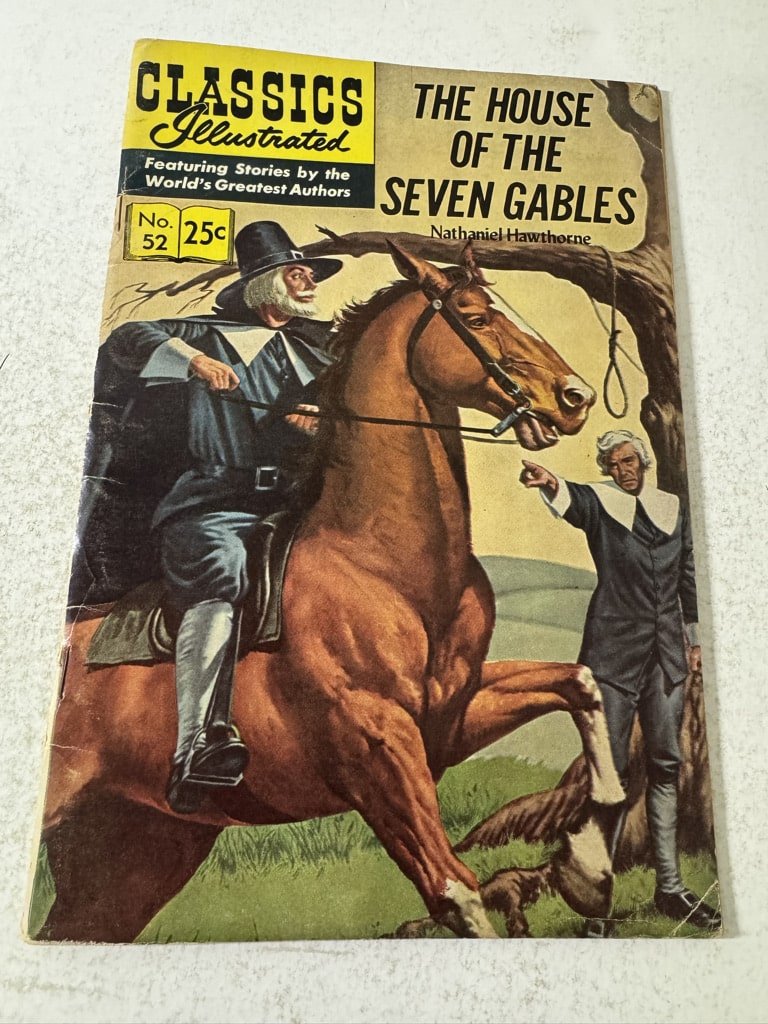 CLASSICS
Illustrated
Featuring Stories by the
World's Greatest Authors
No.
52
25¢
THE HOUSE
OF THE
SEVEN GABLES
Nathaniel Hawthorne